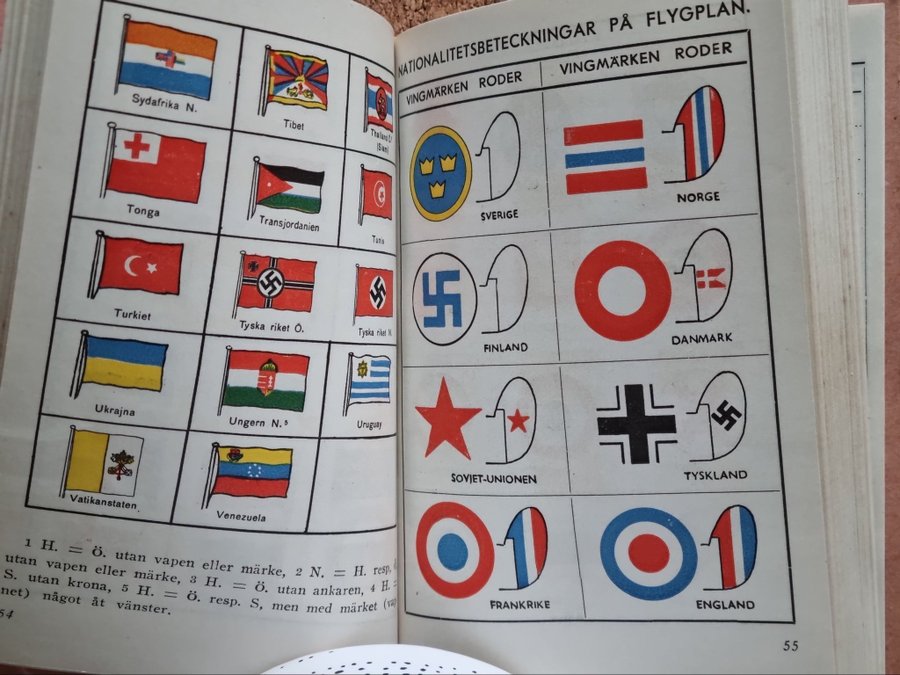 Sydafrika N.
Tibet
Thailand
(Siam)
Tonga
Transjordanien
Tunis
Turkiet
Tyska riket Ö.
Tyska riket N.
Ukrajna
Ungern N.⁵
Uruguay
Vatikanstaten
Venezuela
1 H. = Ö. utan vapen eller märke, 2 N. = H. resp.
utan vapen eller märke, 3 H. = Ö. utan ankaren, 4 H. =
S. utan krona, 5 H. = Ö. resp. S, men med märket
net) något åt vänster.
54
NATIONALITETSBETECKNINGAR PÅ FLYGPLAN.
VINGMÄRKEN RODER
VINGMÄRKEN RODER
SVERIGE
NORGE
FINLAND
DANMARK
SOVJET-UNIONEN
TYSKLAND
FRANKRIKE
ENGLAND
55